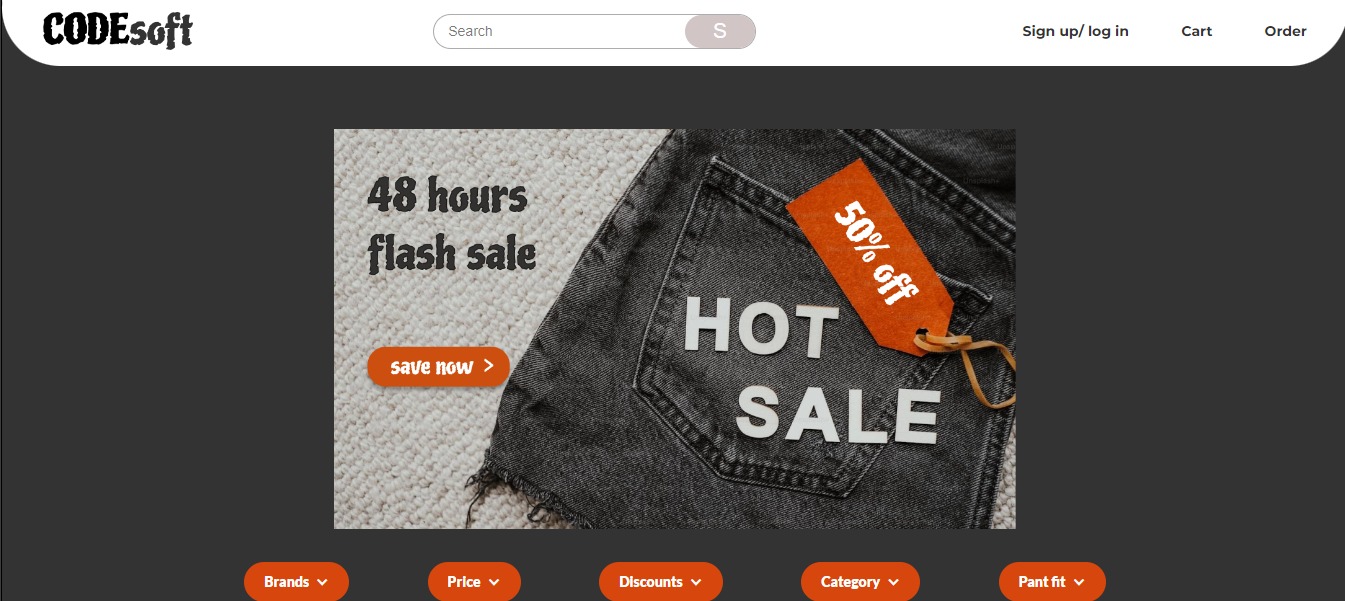 CODEsoft
Search
S
Sign up/ log in
Cart
Order
48 hours
flash sale
save now >
50% off
HOT
SALE
Brands
Price
Discounts
Category
Pant fit